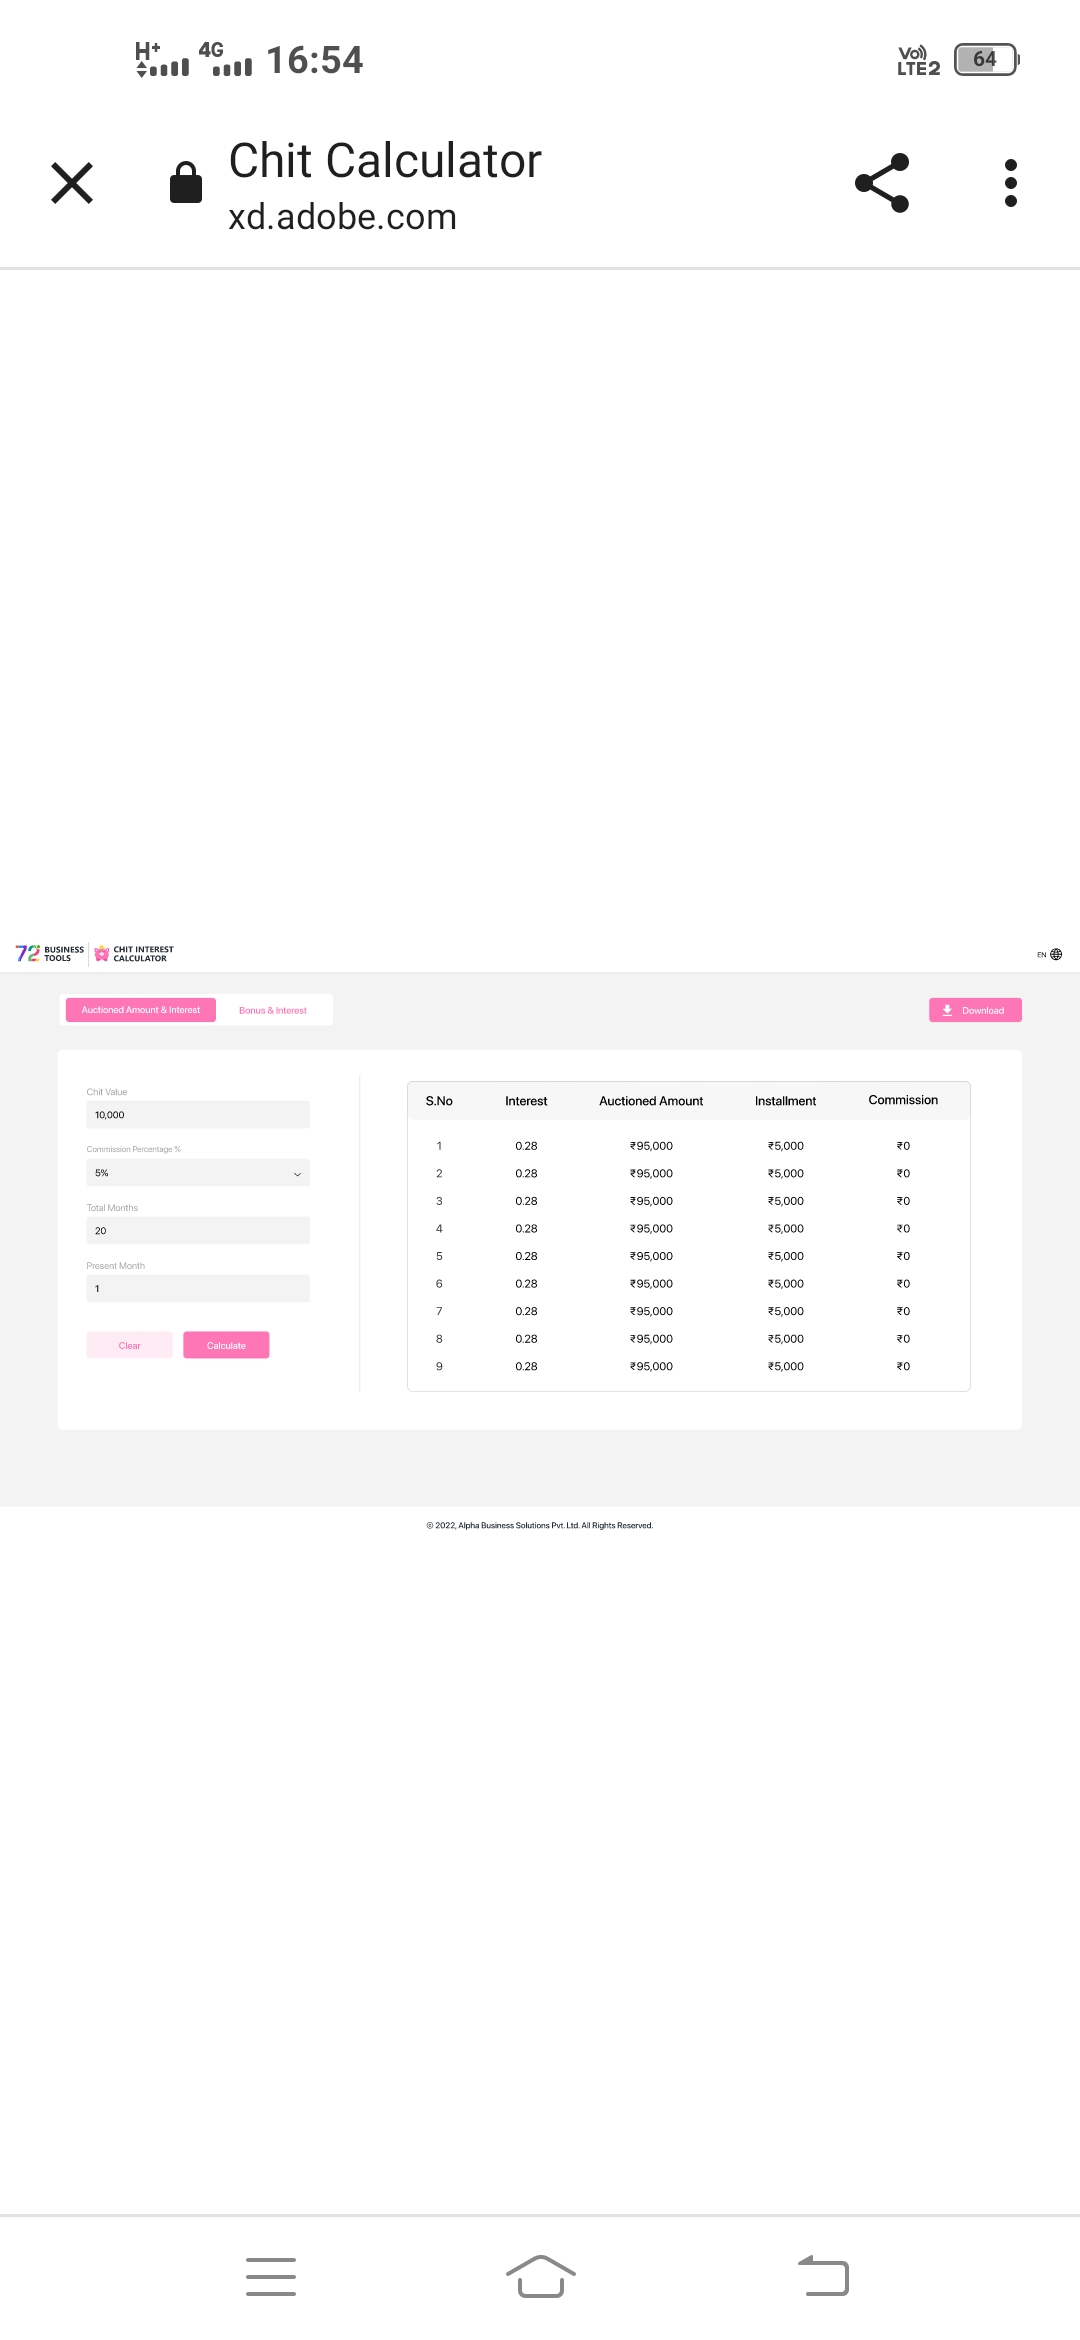 H+ 4G 16:54 Vo)) LTE2 64
Chit Calculator
xd.adobe.com
72 BUSINESS TOOLS CHIT INTEREST CALCULATOR EN
Auctioned Amount & Interest Bonus & Interest Download
Chit Value
10,000
Commission Percentage %
5%
Total Months
20
Present Month
1
Clear Calculate
S.No Interest Auctioned Amount Installment Commission
1 0.28 ₹95,000 ₹5,000 ₹0
2 0.28 ₹95,000 ₹5,000 ₹0
3 0.28 ₹95,000 ₹5,000 ₹0
4 0.28 ₹95,000 ₹5,000 ₹0
5 0.28 ₹95,000 ₹5,000 ₹0
6 0.28 ₹95,000 ₹5,000 ₹0
7 0.28 ₹95,000 ₹5,000 ₹0
8 0.28 ₹95,000 ₹5,000 ₹0
9 0.28 ₹95,000 ₹5,000 ₹0
© 2022, Alpha Business Solutions Pvt. Ltd. All Rights Reserved.